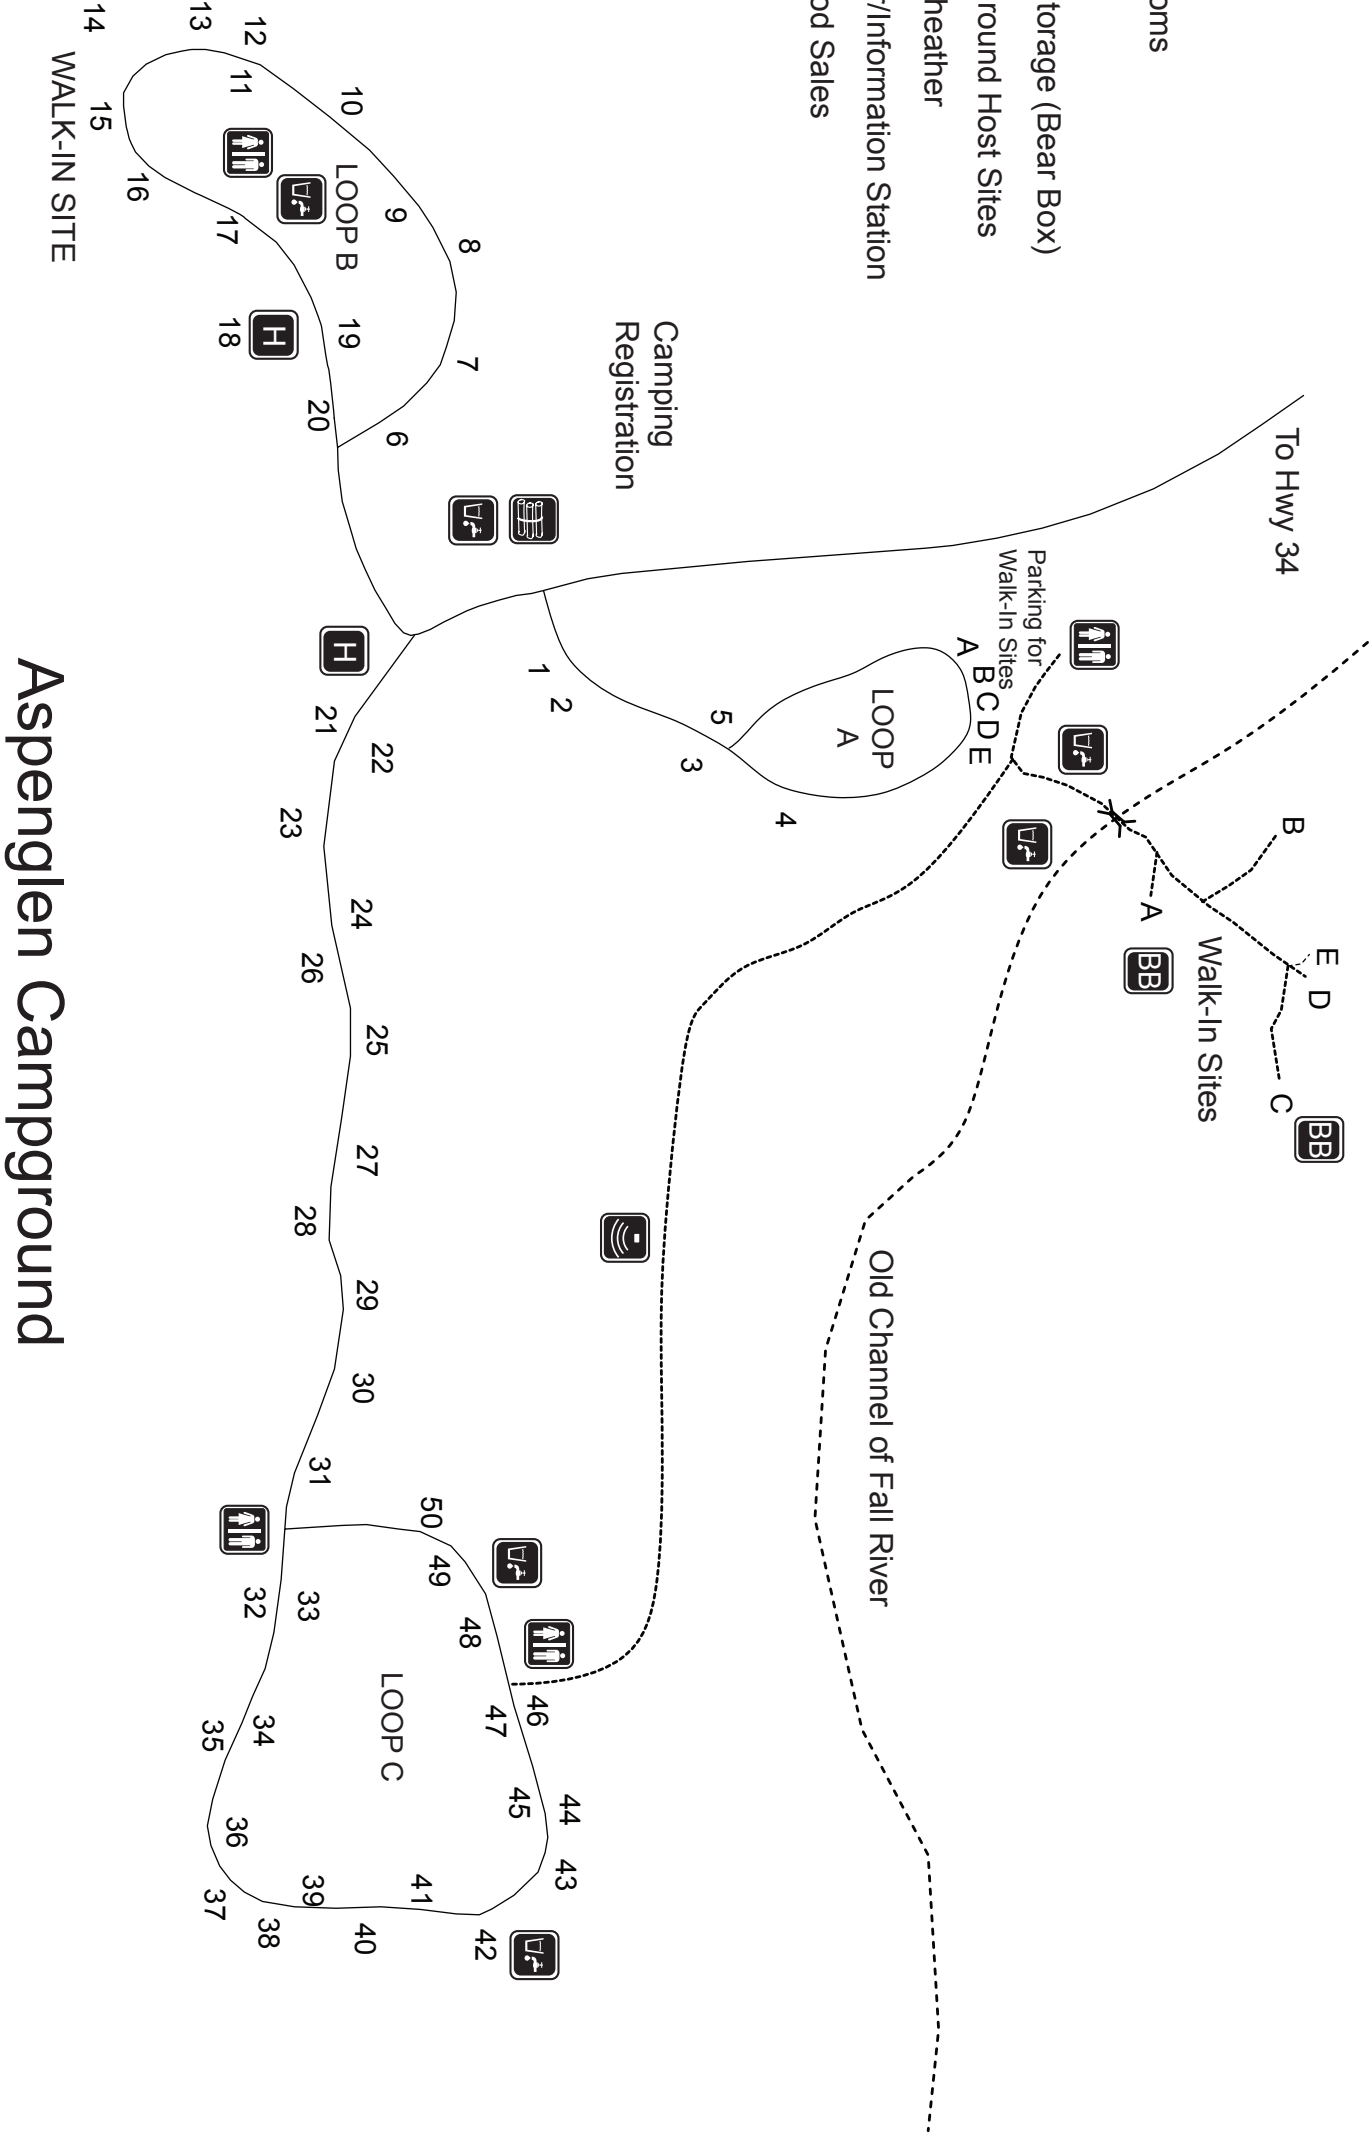 oms
torage (Bear Box)
round Host Sites
heather
r/Information Station
od Sales
To Hwy 34
Parking for
Walk-In Sites
A
B
C
D
E
B
A
E
D
C
BB
BB
Walk-In Sites
Old Channel of Fall River
LOOP
A
1
2
3
4
5
Camping
Registration
LOOP B
6
7
8
9
10
11
12
13
14
WALK-IN SITE
15
16
17
18
H
19
20
H
21
22
23
24
26
25
27
28
29
30
31
32
33
34
35
36
37
38
39
40
41
42
43
44
45
46
47
48
49
50
LOOP C
Aspenglen Campground